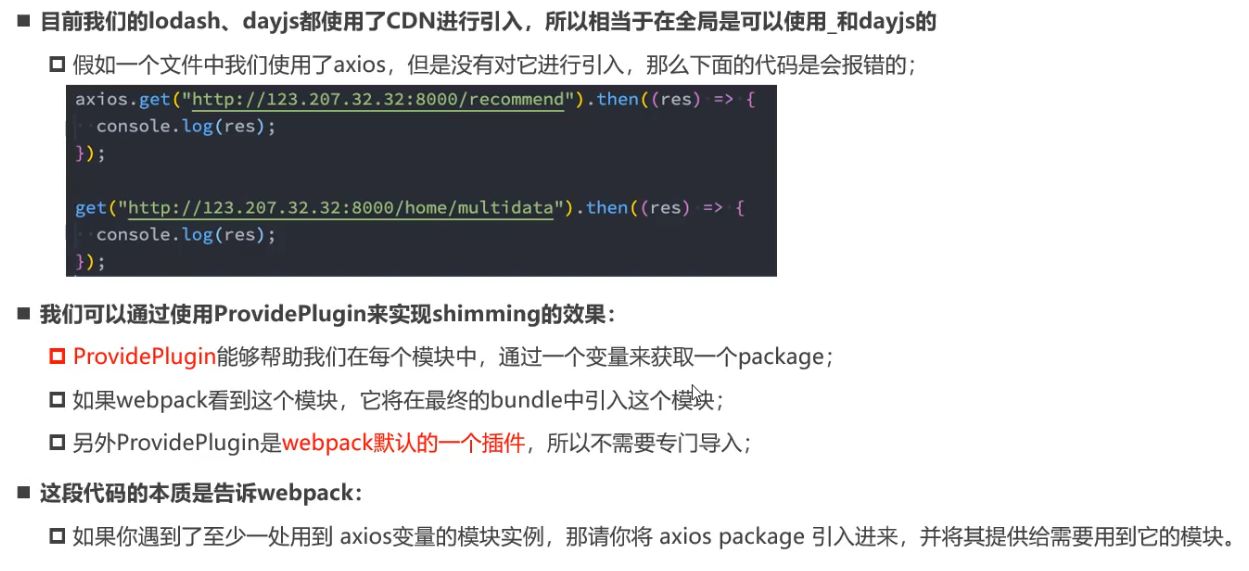 目前我们的lodash、dayjs都使用了CDN进行引入，所以相当于在全局是可以使用_和dayjs的
假如一个文件中我们使用了axios，但是没有对它进行引入，那么下面的代码是会报错的；
axios.get("http://123.207.32.32:8000/recommend").then((res) => {
  console.log(res);
});
get("http://123.207.32.32:8000/home/multidata").then((res) => {
  console.log(res);
});
我们可以通过使用ProvidePlugin来实现shimming的效果：
ProvidePlugin能够帮助我们在每个模块中，通过一个变量来获取一个package；
如果webpack看到这个模块，它将在最终的bundle中引入这个模块；
另外ProvidePlugin是webpack默认的一个插件，所以不需要专门导入；
这段代码的本质是告诉webpack：
如果你遇到了至少一处用到 axios变量的模块实例，那请你将 axios package 引入进来，并将其提供给需要用到它的模块。